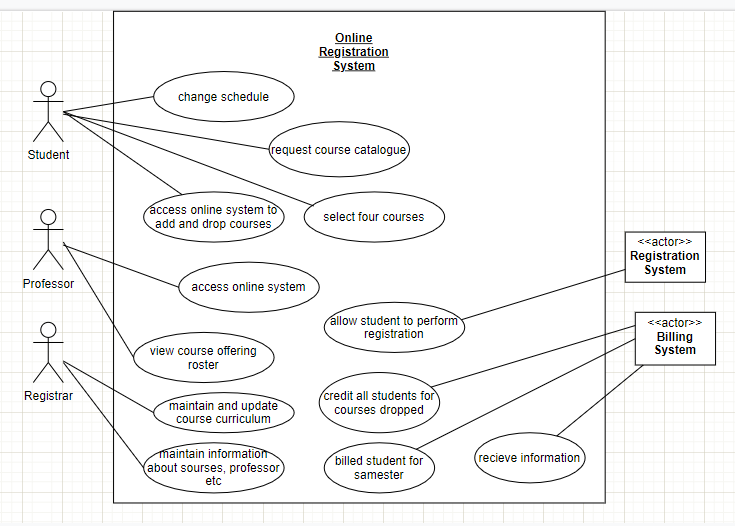 Online
Registration
System
change schedule
Student
request course catalogue
access online system to
add and drop courses
select four courses
<<actor>>
Registration
System
Professor
access online system
allow student to perform
registration
<<actor>>
Billing
System
view course offering
roster
Registrar
maintain and update
course curriculum
credit all students for
courses dropped
maintain information
about sourses, professor
etc
billed student for
samester
recieve information